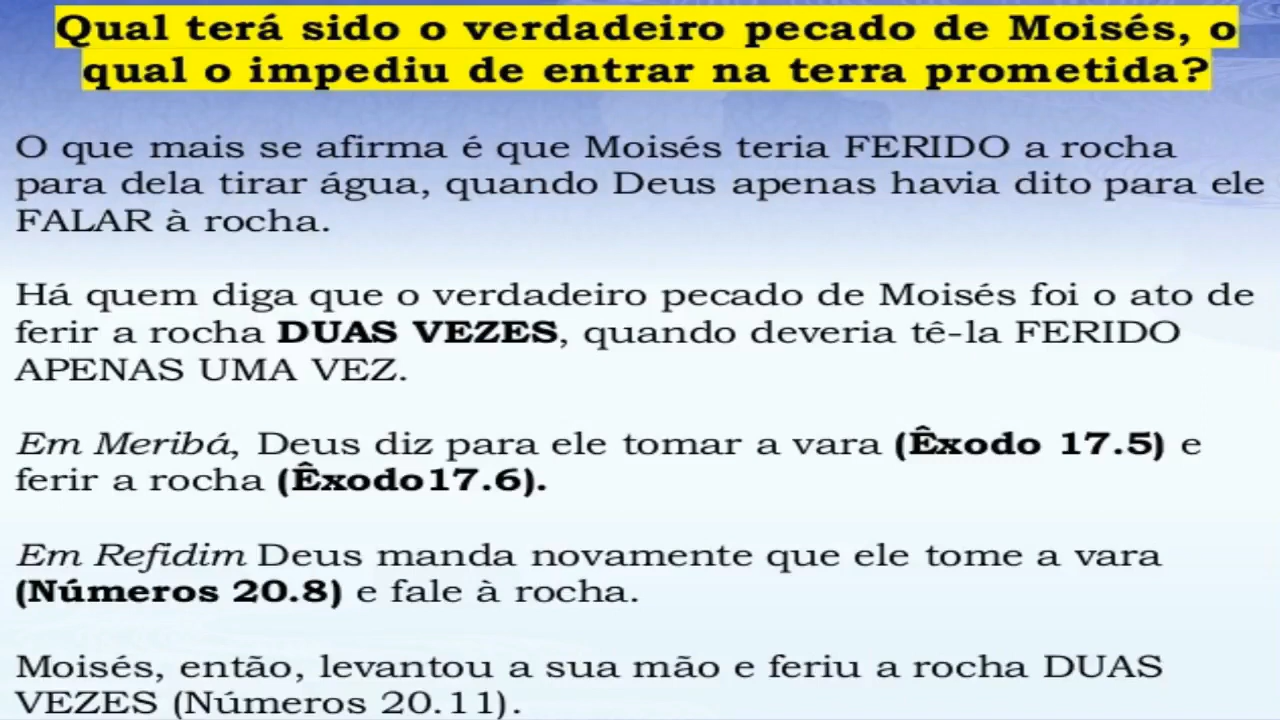 Qual terá sido o verdadeiro pecado de Moisés, o
qual o impediu de entrar na terra prometida?
O que mais se afirma é que Moisés teria FERIDO a rocha
para dela tirar água, quando Deus apenas havia dito para ele
FALAR à rocha.
Há quem diga que o verdadeiro pecado de Moisés foi o ato de
ferir a rocha DUAS VEZES, quando deveria tê-la FERIDO
APENAS UMA VEZ.
Em Meribá, Deus diz para ele tomar a vara (Êxodo 17.5) e
ferir a rocha (Êxodo17.6).
Em Refidim Deus manda novamente que ele tome a vara
(Números 20.8) e fale à rocha.
Moisés, então, levantou a sua mão e feriu a rocha DUAS
VEZES (Números 20.11).